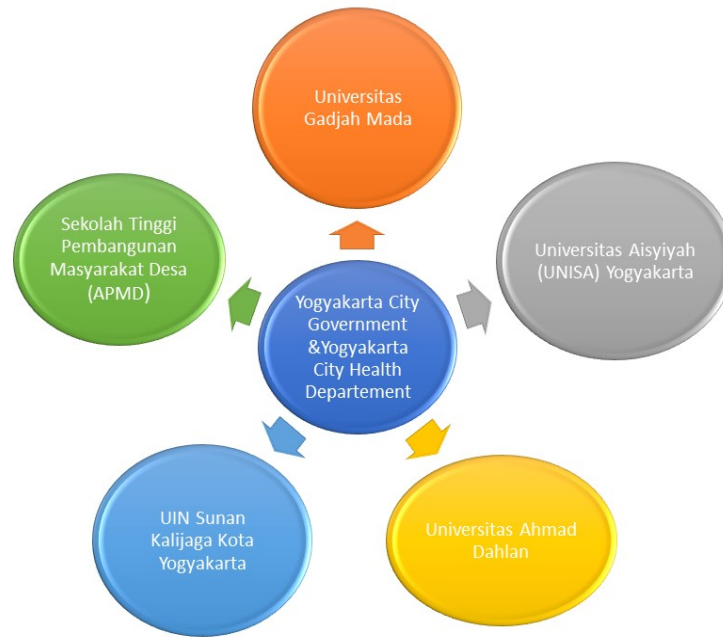 Universitas
Gadjah Mada
Sekolah Tinggi
Pembangunan
Masyarakat Desa
(APMD)
Universitas Aisyiyah
(UNISA) Yogyakarta
Yogyakarta City
Government
&Yogyakarta
City Health
Departement
UIN Sunan
Kalijaga Kota
Yogyakarta
Universitas Ahmad
Dahlan